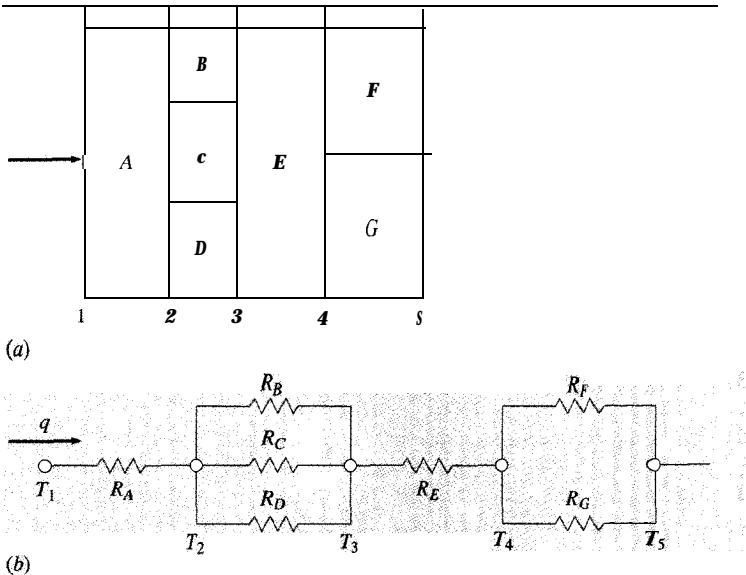 B
F
A
c
E
G
D
1 2 3 4 s
(a)
R_B R_F
q
R_C
T_1 R_A R_E
R_D R_G
T_2 T_3 T_4 T_5
(b)